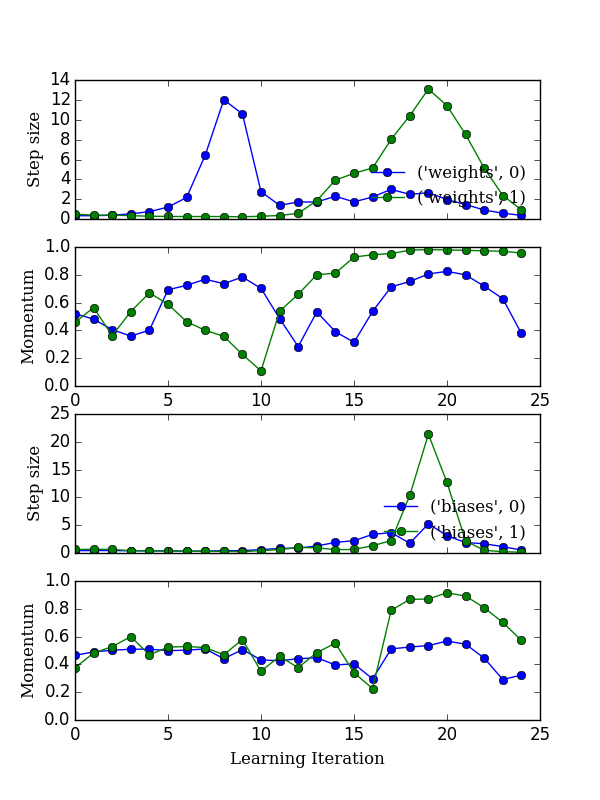 14
12
10
8
6
4
2
0
Step size
('weights', 0)
('weights', 1)
1.0
0.8
0.6
0.4
0.2
0.0
Momentum
0 5 10 15 20 25
25
20
15
10
5
0
Step size
('biases', 0)
('biases', 1)
1.0
0.8
0.6
0.4
0.2
0.0
Momentum
0 5 10 15 20 25
Learning Iteration